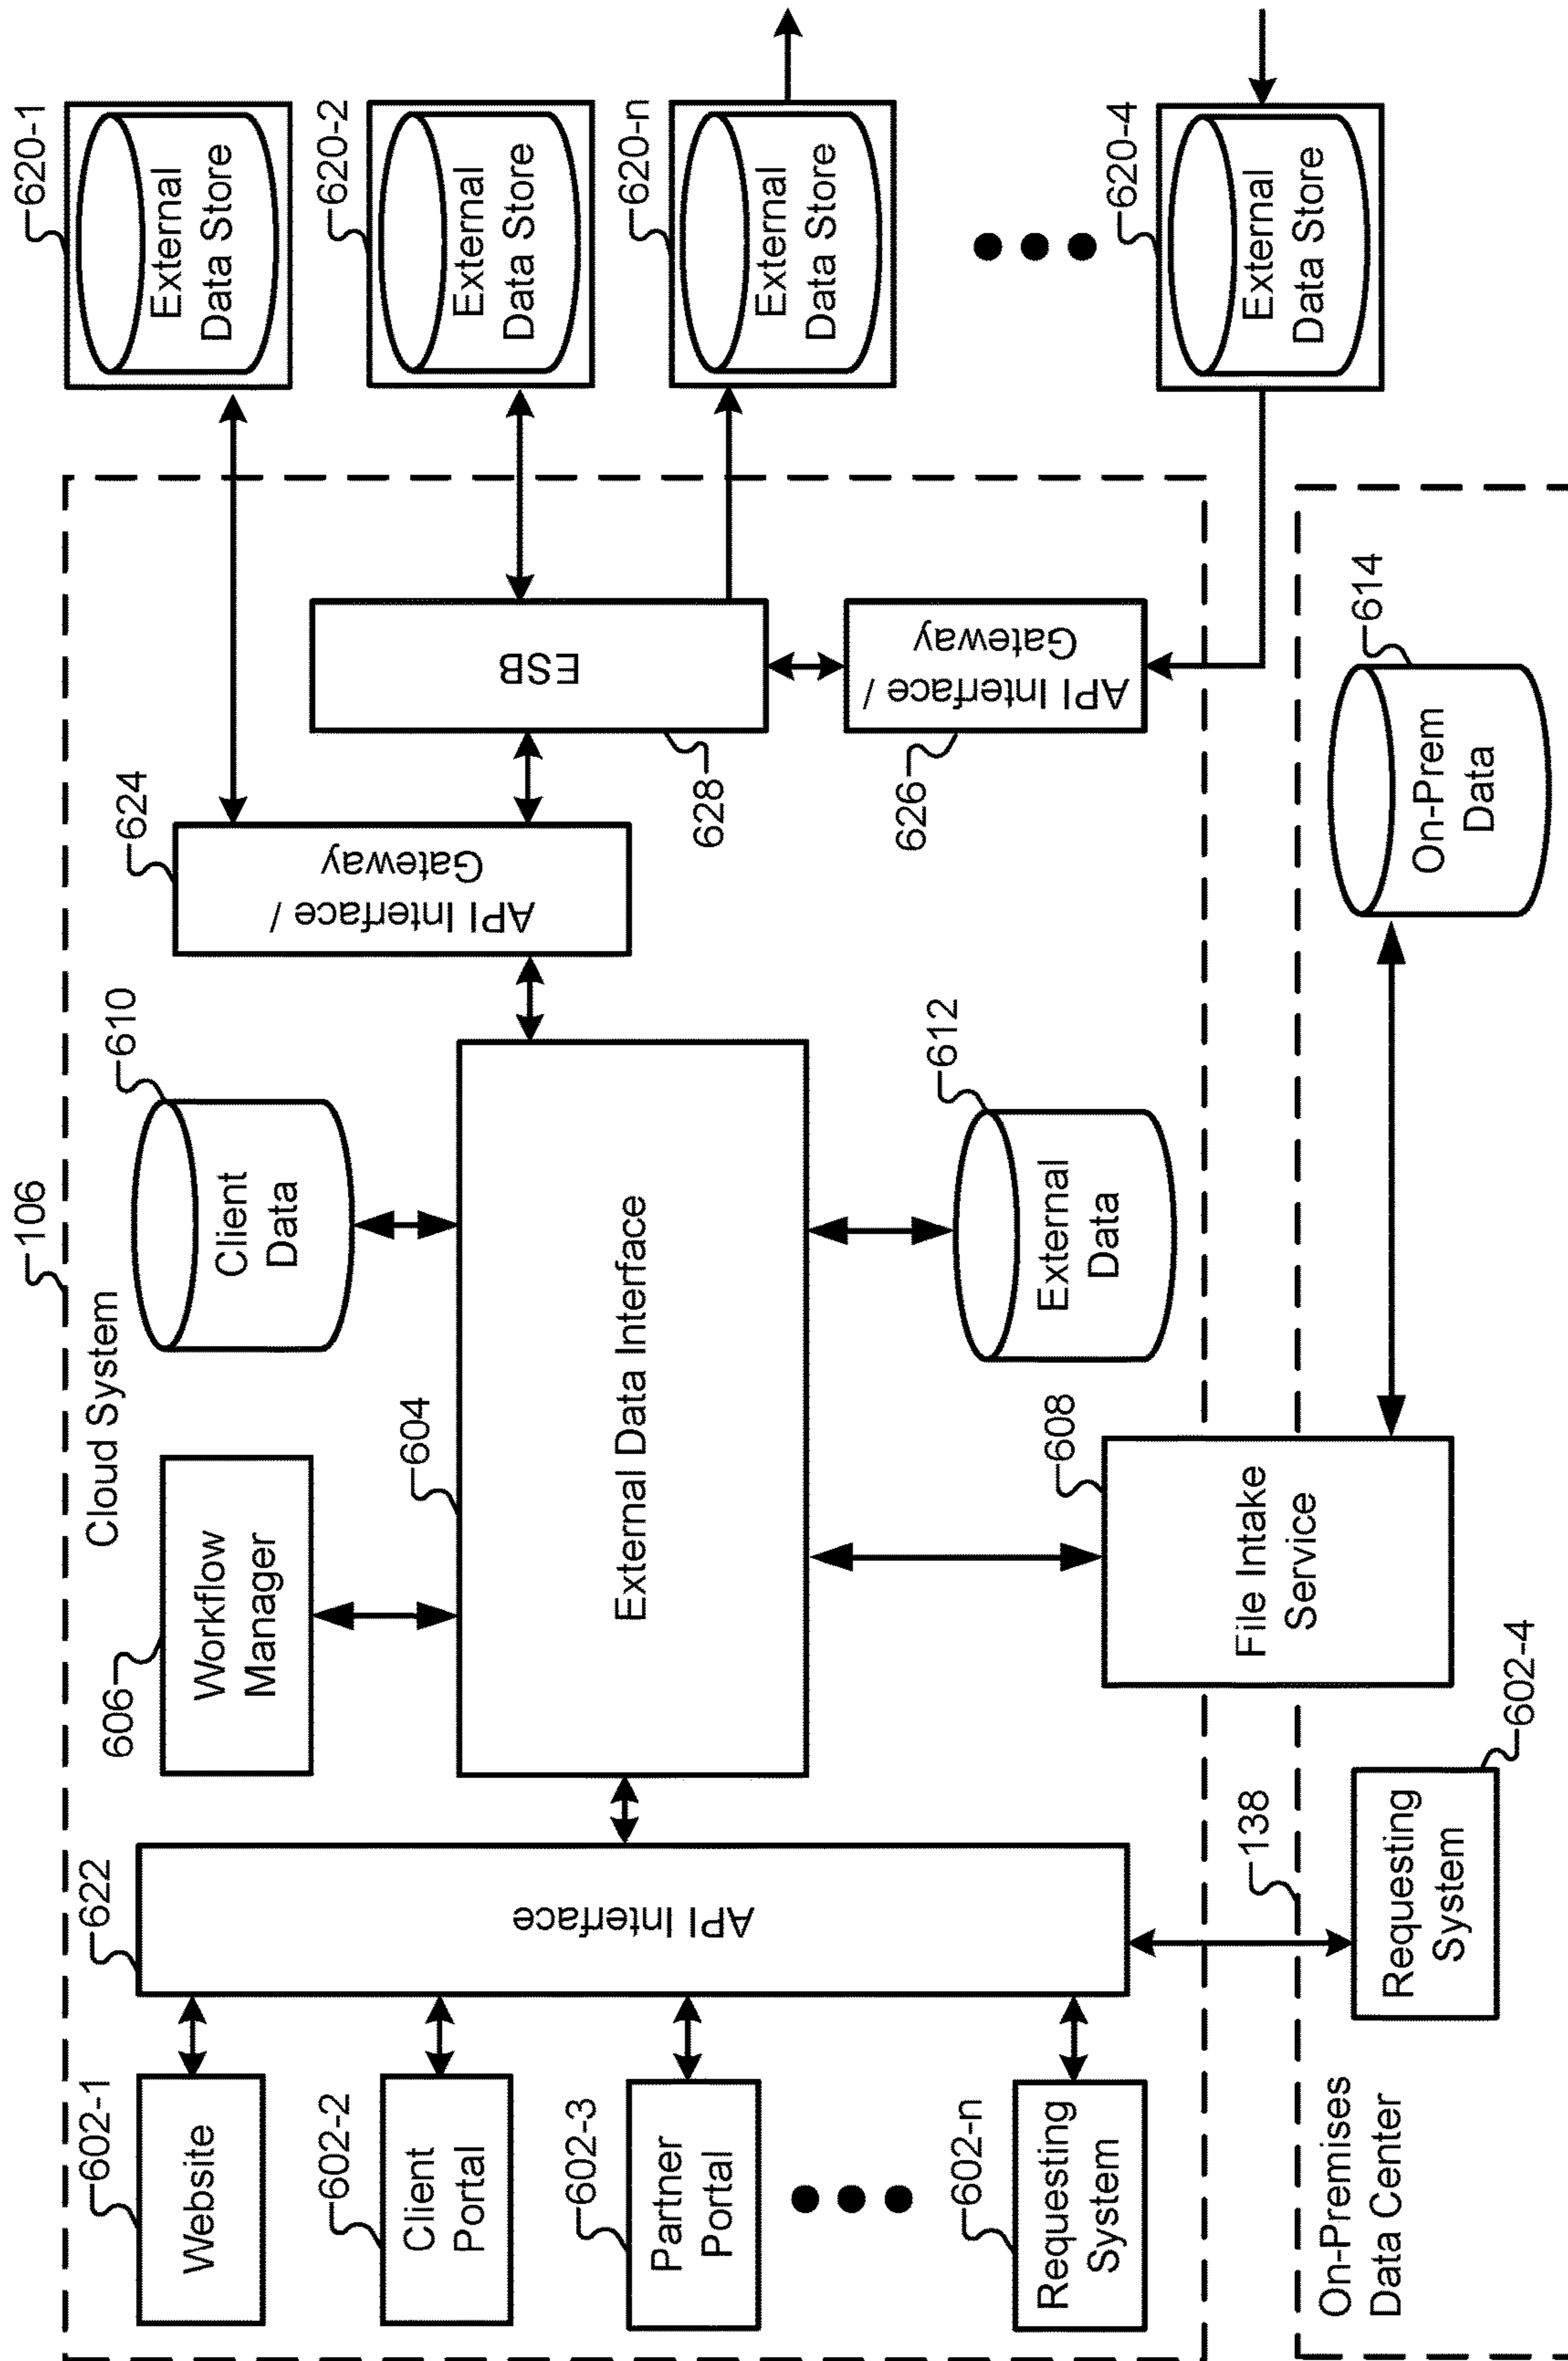 106
Cloud System
602-1
Website
602-2
Client
Portal
602-3
Partner
Portal
602-n
Requesting
System
622
API Interface
606
Workflow
Manager
604
External Data Interface
610
Client
Data
612
External
Data
608
File Intake
Service
624
API Interface /
Gateway
628
ESB
626
API Interface /
Gateway
620-1
External
Data Store
620-2
External
Data Store
620-n
External
Data Store
620-4
External
Data Store
138
On-Premises
Data Center
602-4
Requesting
System
614
On-Prem
Data